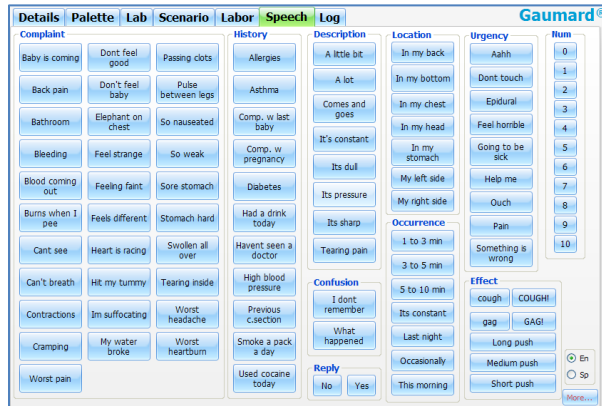 Details Palette Lab Scenario Labor Speech Log
Gaumard®
Complaint
Baby is coming
Back pain
Bathroom
Bleeding
Blood coming
out
Burns when I
pee
Cant see
Can't breath
Contractions
Cramping
Worst pain
Dont feel
good
Don't feel
baby
Elephant on
chest
Feel strange
Feeling faint
Feels different
Heart is racing
Hit my tummy
Im suffocating
My water
broke
Passing clots
Pulse
between legs
So nauseated
So weak
Sore stomach
Stomach hard
Swollen all
over
Tearing inside
Worst
headache
Worst
heartburn
History
Allergies
Asthma
Comp. w last
baby
Comp. w
pregnancy
Diabetes
Had a drink
today
Havent seen a
doctor
High blood
pressure
Previous
c.section
Smoke a pack
a day
Used cocaine
today
Description
A little bit
A lot
Comes and
goes
It's constant
Its dull
Its pressure
Its sharp
Tearing pain
Confusion
I dont
remember
What
happened
Reply
No Yes
Location
In my back
In my bottom
In my chest
In my head
In my
stomach
My left side
My right side
Occurrence
1 to 3 min
3 to 5 min
5 to 10 min
Its constant
Last night
Occasionally
This morning
Urgency
Aahh
Dont touch
Epidural
Feel horrible
Going to be
sick
Help me
Ouch
Pain
Something is
wrong
Effect
cough COUGH!
gag GAG!
Long push
Medium push
Short push
Num
0
1
2
3
4
5
6
7
8
9
10
En
Sp
More...